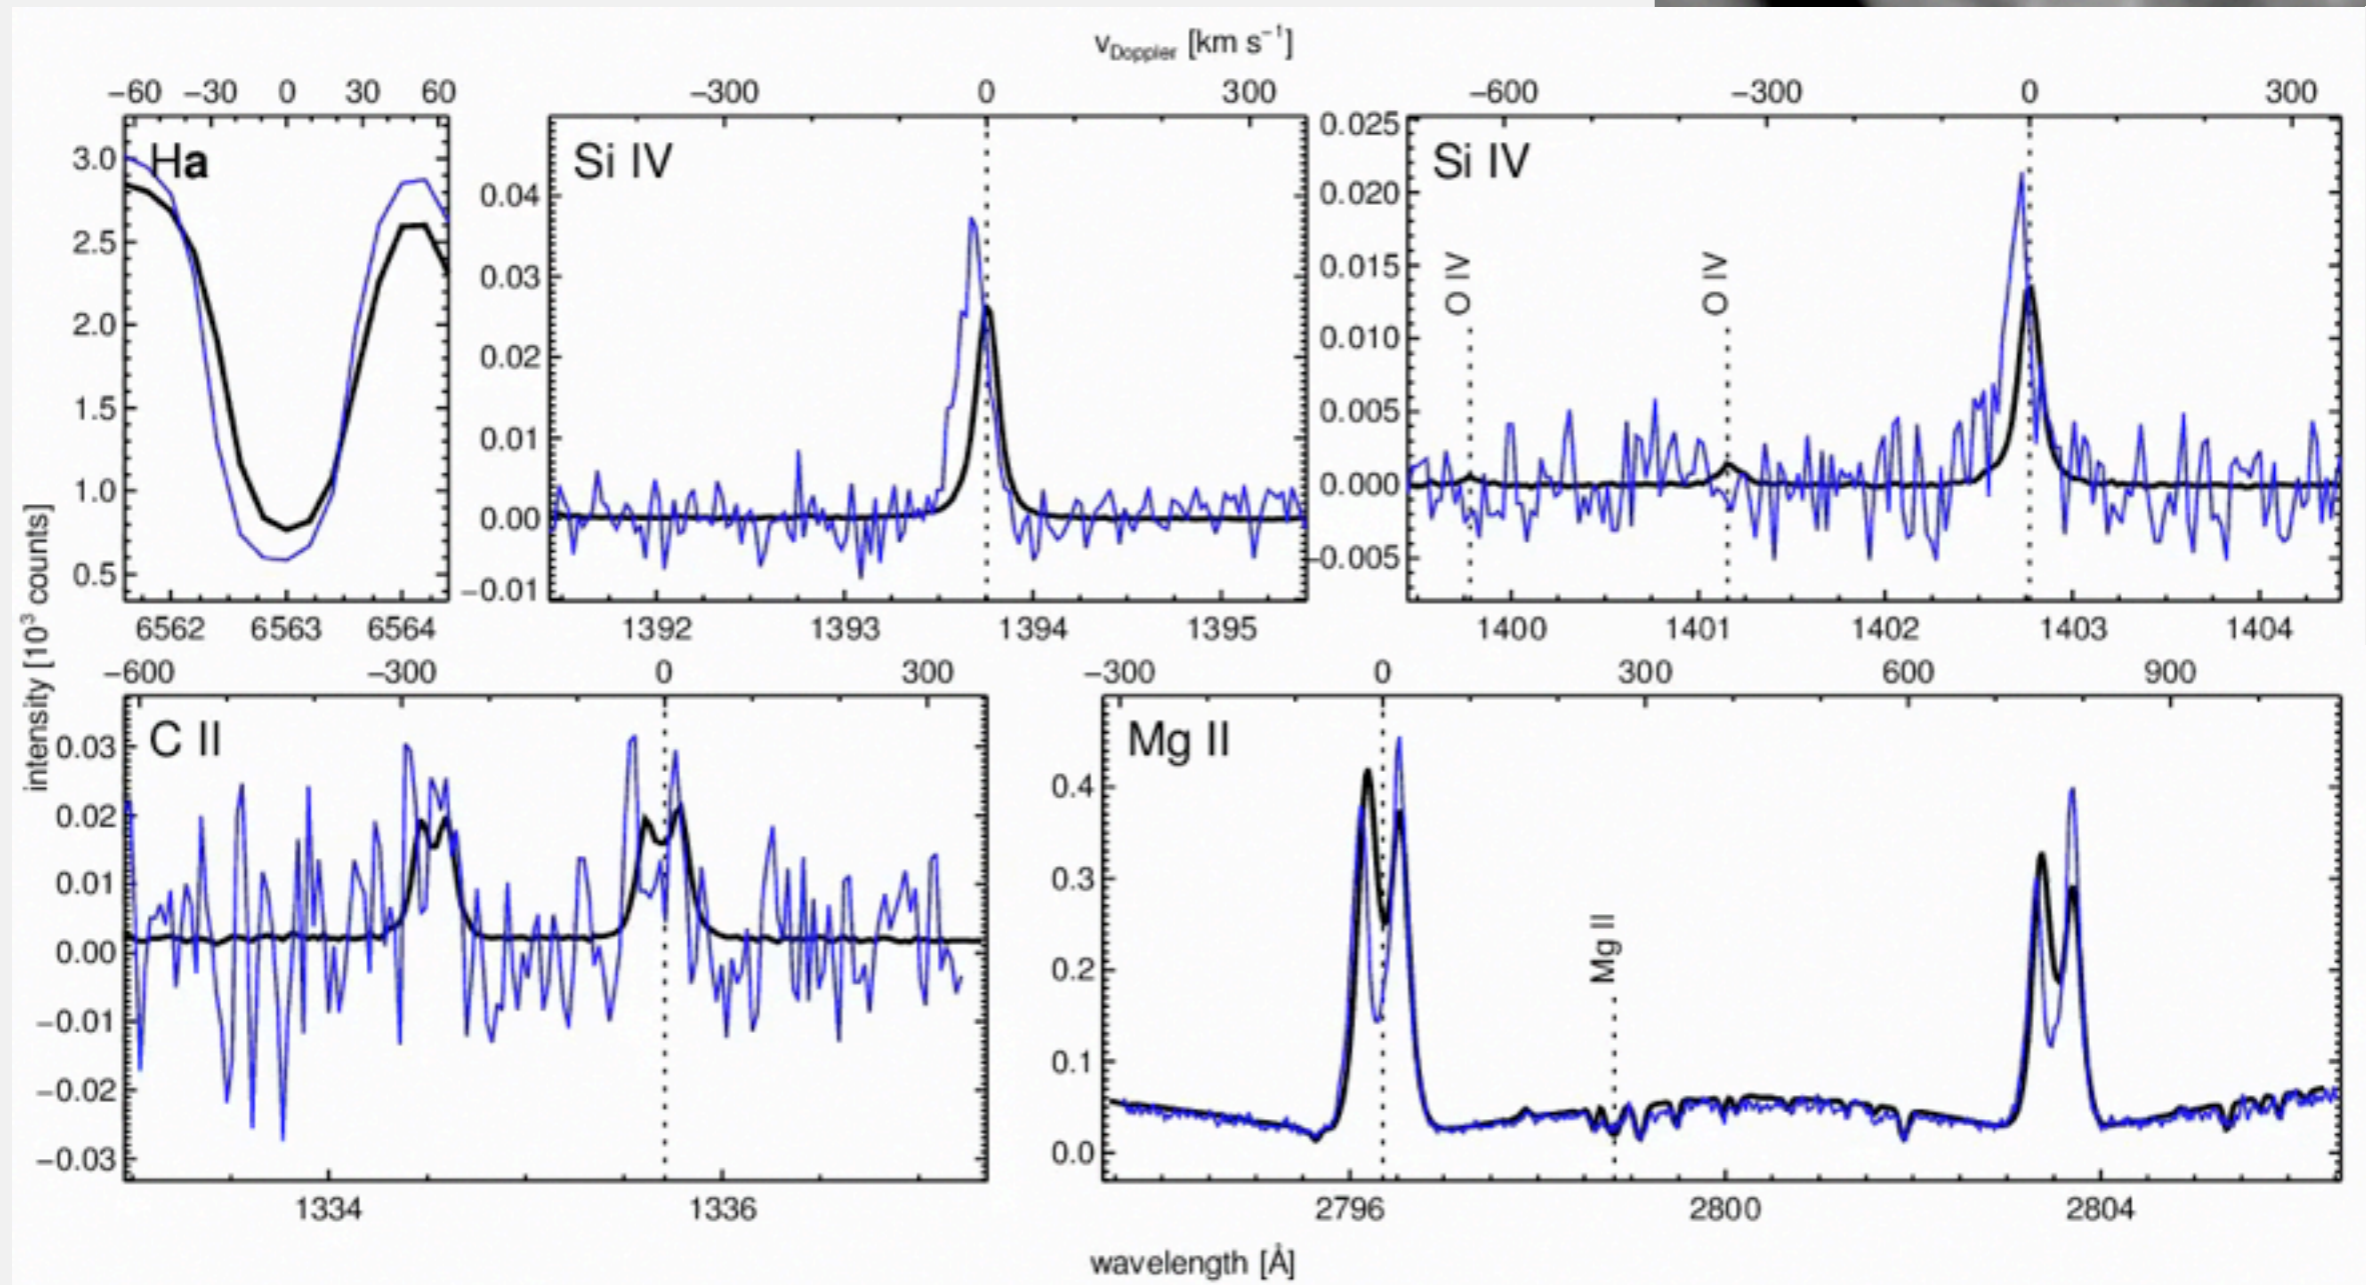 vDoppler [km s−1]
−60 −30 0 30 60
−300 0 300
−600 −300 0 300
Ha
3.0
2.5
2.0
1.5
1.0
0.5
6562 6563 6564
Si IV
0.04
0.03
0.02
0.01
0.00
−0.01
1392 1393 1394 1395
Si IV
O IV
O IV
0.025
0.020
0.015
0.010
0.005
0.000
−0.005
1400 1401 1402 1403 1404
intensity [10³ counts]
−600 −300 0 300
−300 0 300 600 900
C II
0.03
0.02
0.01
0.00
−0.01
−0.02
−0.03
1334 1336
Mg II
Mg II
0.4
0.3
0.2
0.1
0.0
2796 2800 2804
wavelength [Å]